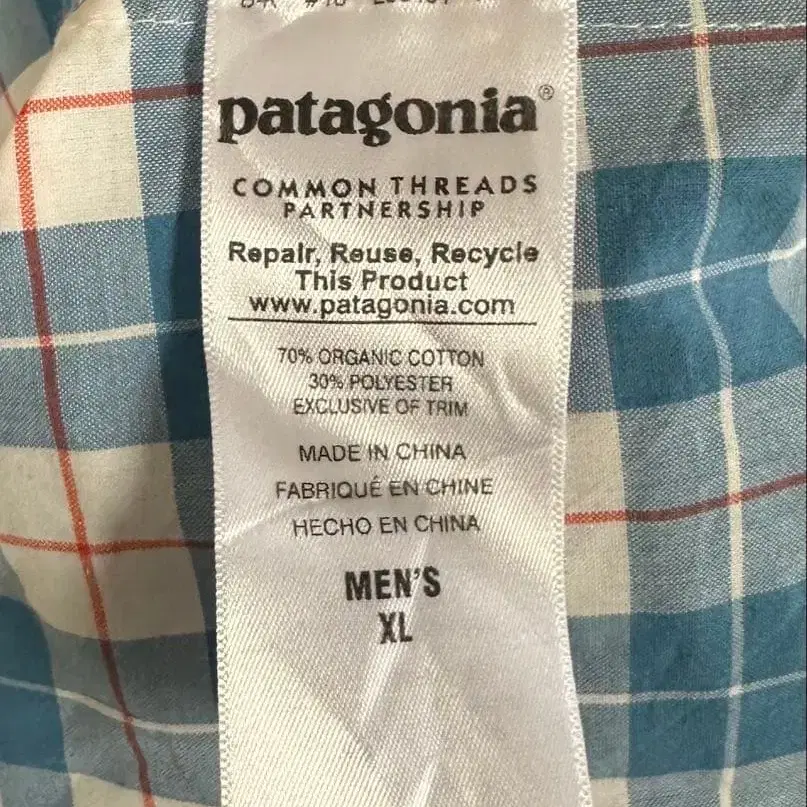 patagonia®
COMMON THREADS
PARTNERSHIP
Repair, Reuse, Recycle
This Product
www.patagonia.com
70% ORGANIC COTTON
30% POLYESTER
EXCLUSIVE OF TRIM
MADE IN CHINA
FABRIQUÉ EN CHINE
HECHO EN CHINA
MEN'S
XL